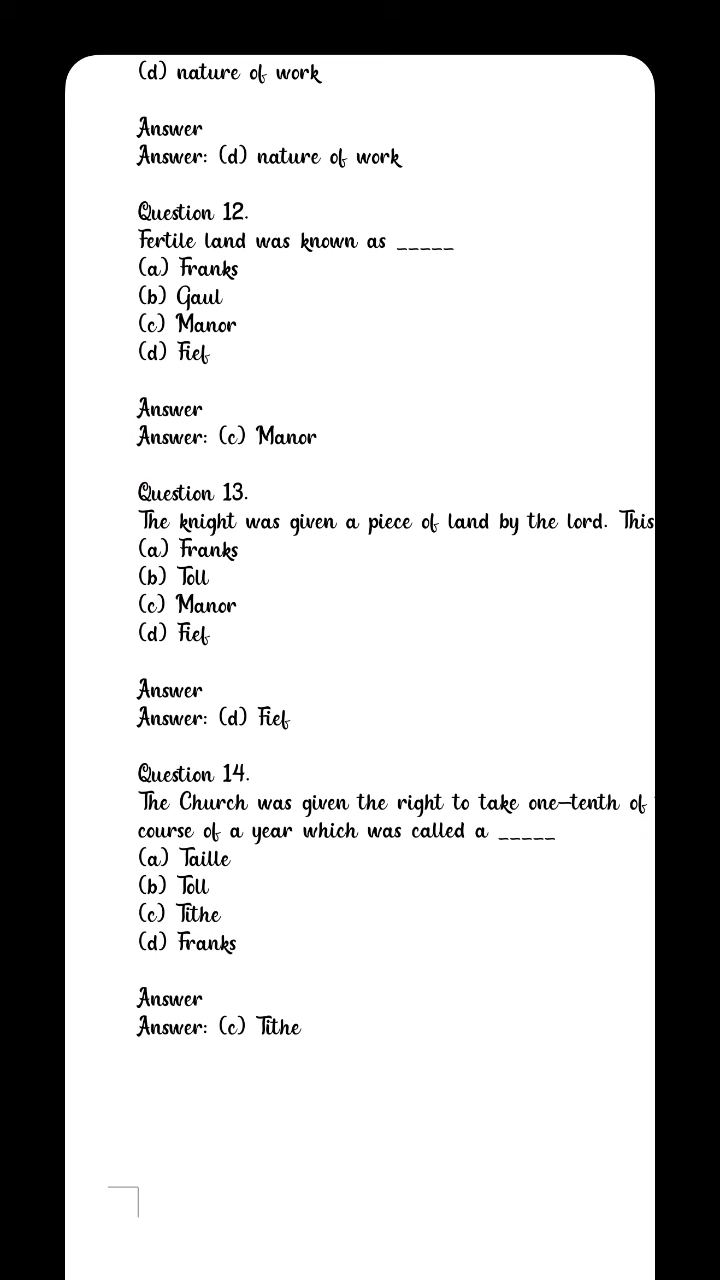 (d) nature of work
Answer
Answer: (d) nature of work
Question 12.
Fertile land was known as _____
(a) Franks
(b) Gaul
(c) Manor
(d) Fief
Answer
Answer: (c) Manor
Question 13.
The knight was given a piece of land by the lord. This
(a) Franks
(b) Toll
(c) Manor
(d) Fief
Answer
Answer: (d) Fief
Question 14.
The Church was given the right to take one-tenth of
course of a year which was called a _____
(a) Taille
(b) Toll
(c) Tithe
(d) Franks
Answer
Answer: (c) Tithe